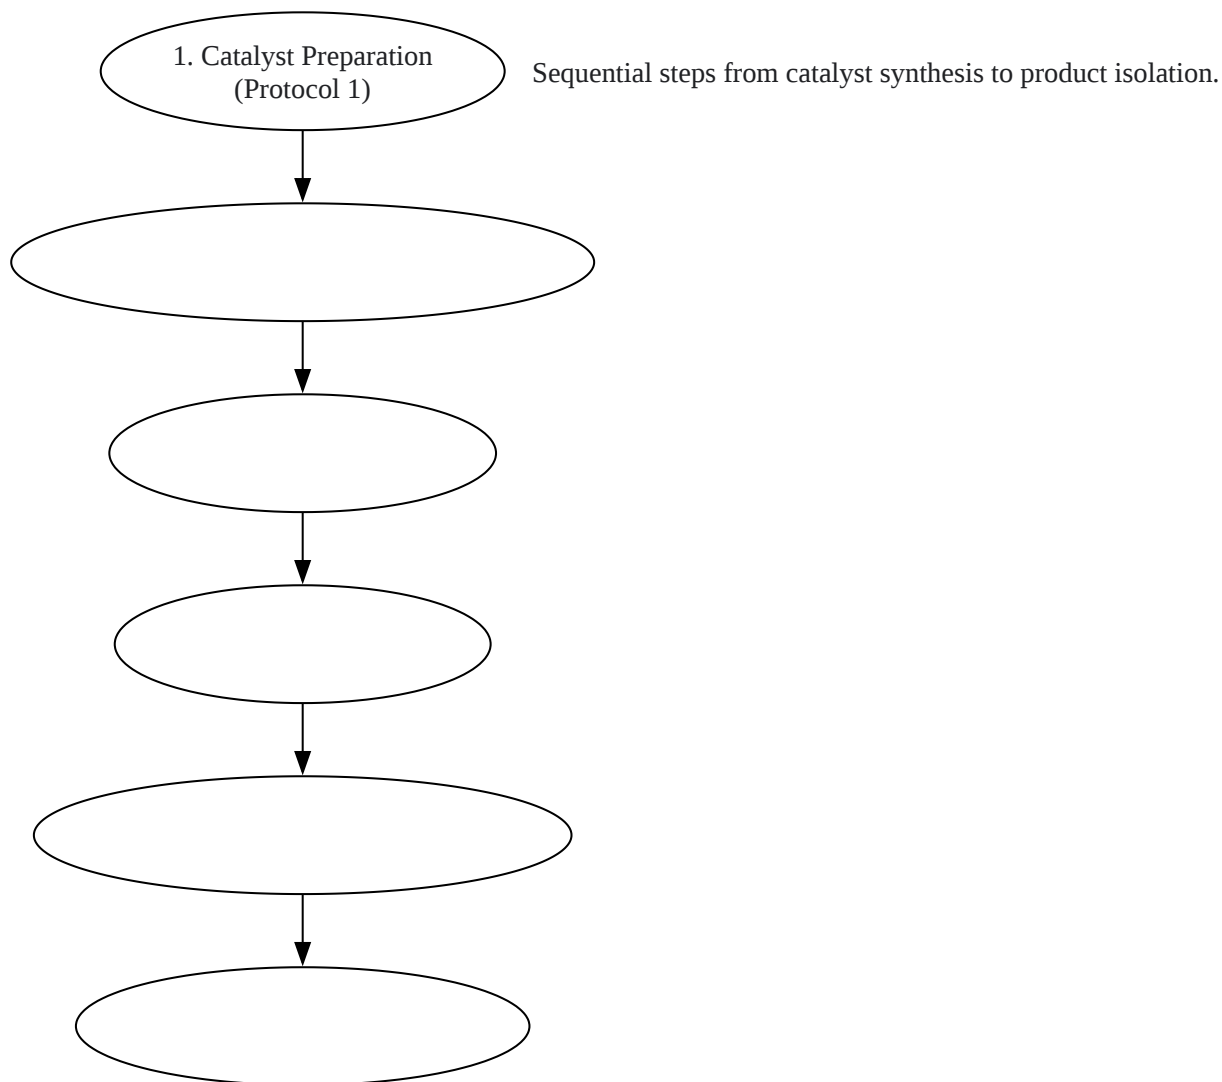 1. Catalyst Preparation
(Protocol 1)
Sequential steps from catalyst synthesis to product isolation.